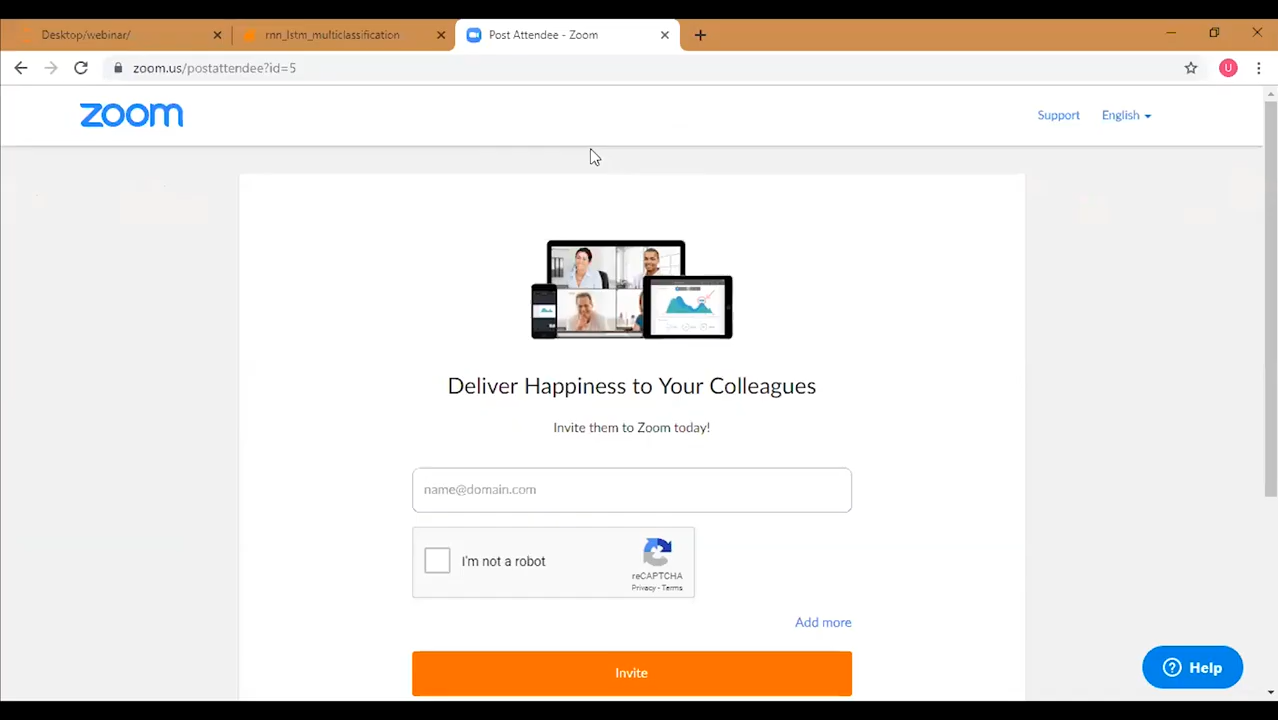 Desktop/webinar/
rnn_lstm_multiclassification
Post Attendee - Zoom
zoom.us/postattendee?id=5
U
zoom
Support
English
Deliver Happiness to Your Colleagues
Invite them to Zoom today!
name@domain.com
I'm not a robot
reCAPTCHA
Privacy - Terms
Add more
Invite
Help